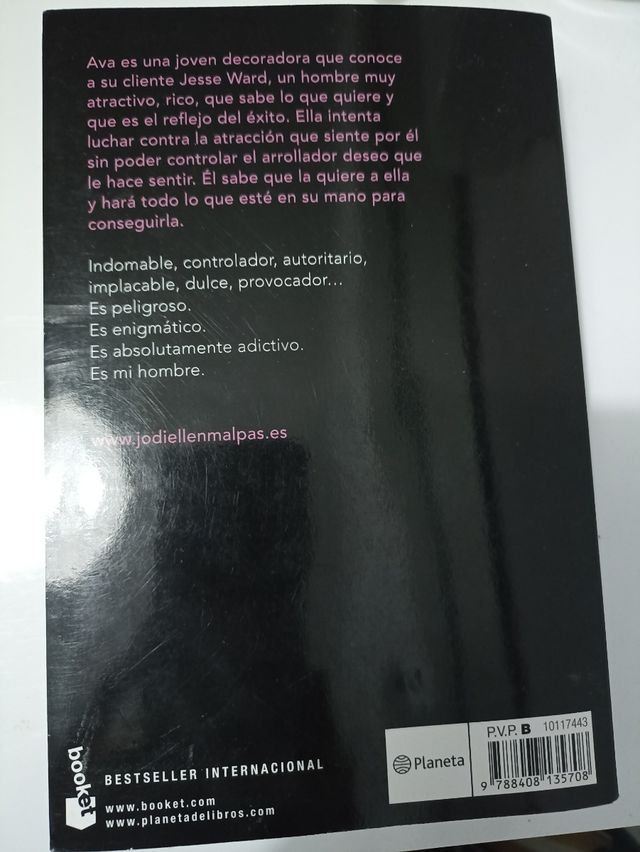 Ava es una joven decoradora que conoce
a su cliente Jesse Ward, un hombre muy
atractivo, rico, que sabe lo que quiere y
que es el reflejo del éxito. Ella intenta
luchar contra la atracción que siente por él
sin poder controlar el arrollador deseo que
le hace sentir. Él sabe que la quiere a ella
y hará todo lo que esté en su mano para
conseguirla.
Indomable, controlador, autoritario,
implacable, dulce, provocador...
Es peligroso.
Es enigmático.
Es absolutamente adictivo.
Es mi hombre.
www.jodiellenmalpas.es
booket
BESTSELLER INTERNACIONAL
www.booket.com
www.planetadelibros.com
Planeta
P.V.P. B 10117443
9 788408 135708